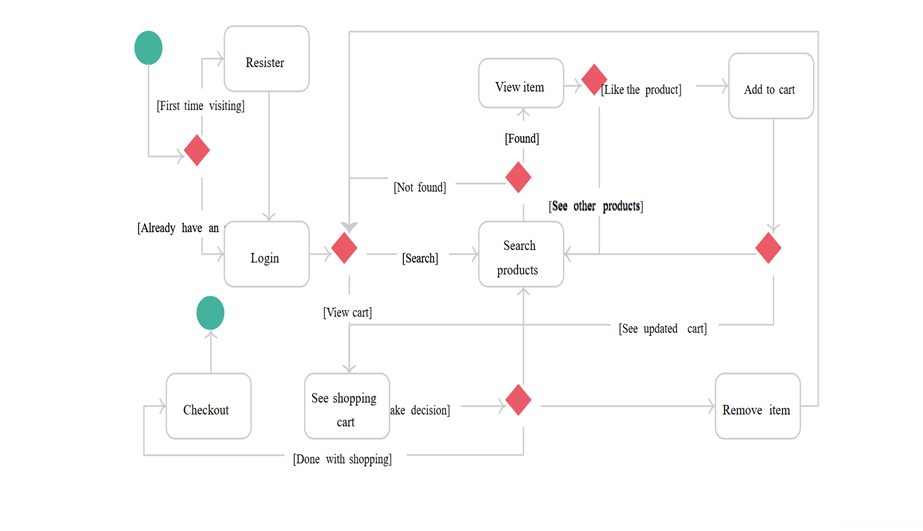 Resister
View item
[Like the product]
Add to cart
[First time visiting]
[Found]
[Not found]
[See other products]
[Already have an
Login
[Search]
Search
products
[View cart]
[See updated cart]
Checkout
See shopping
cart
ake decision]
Remove item
[Done with shopping]